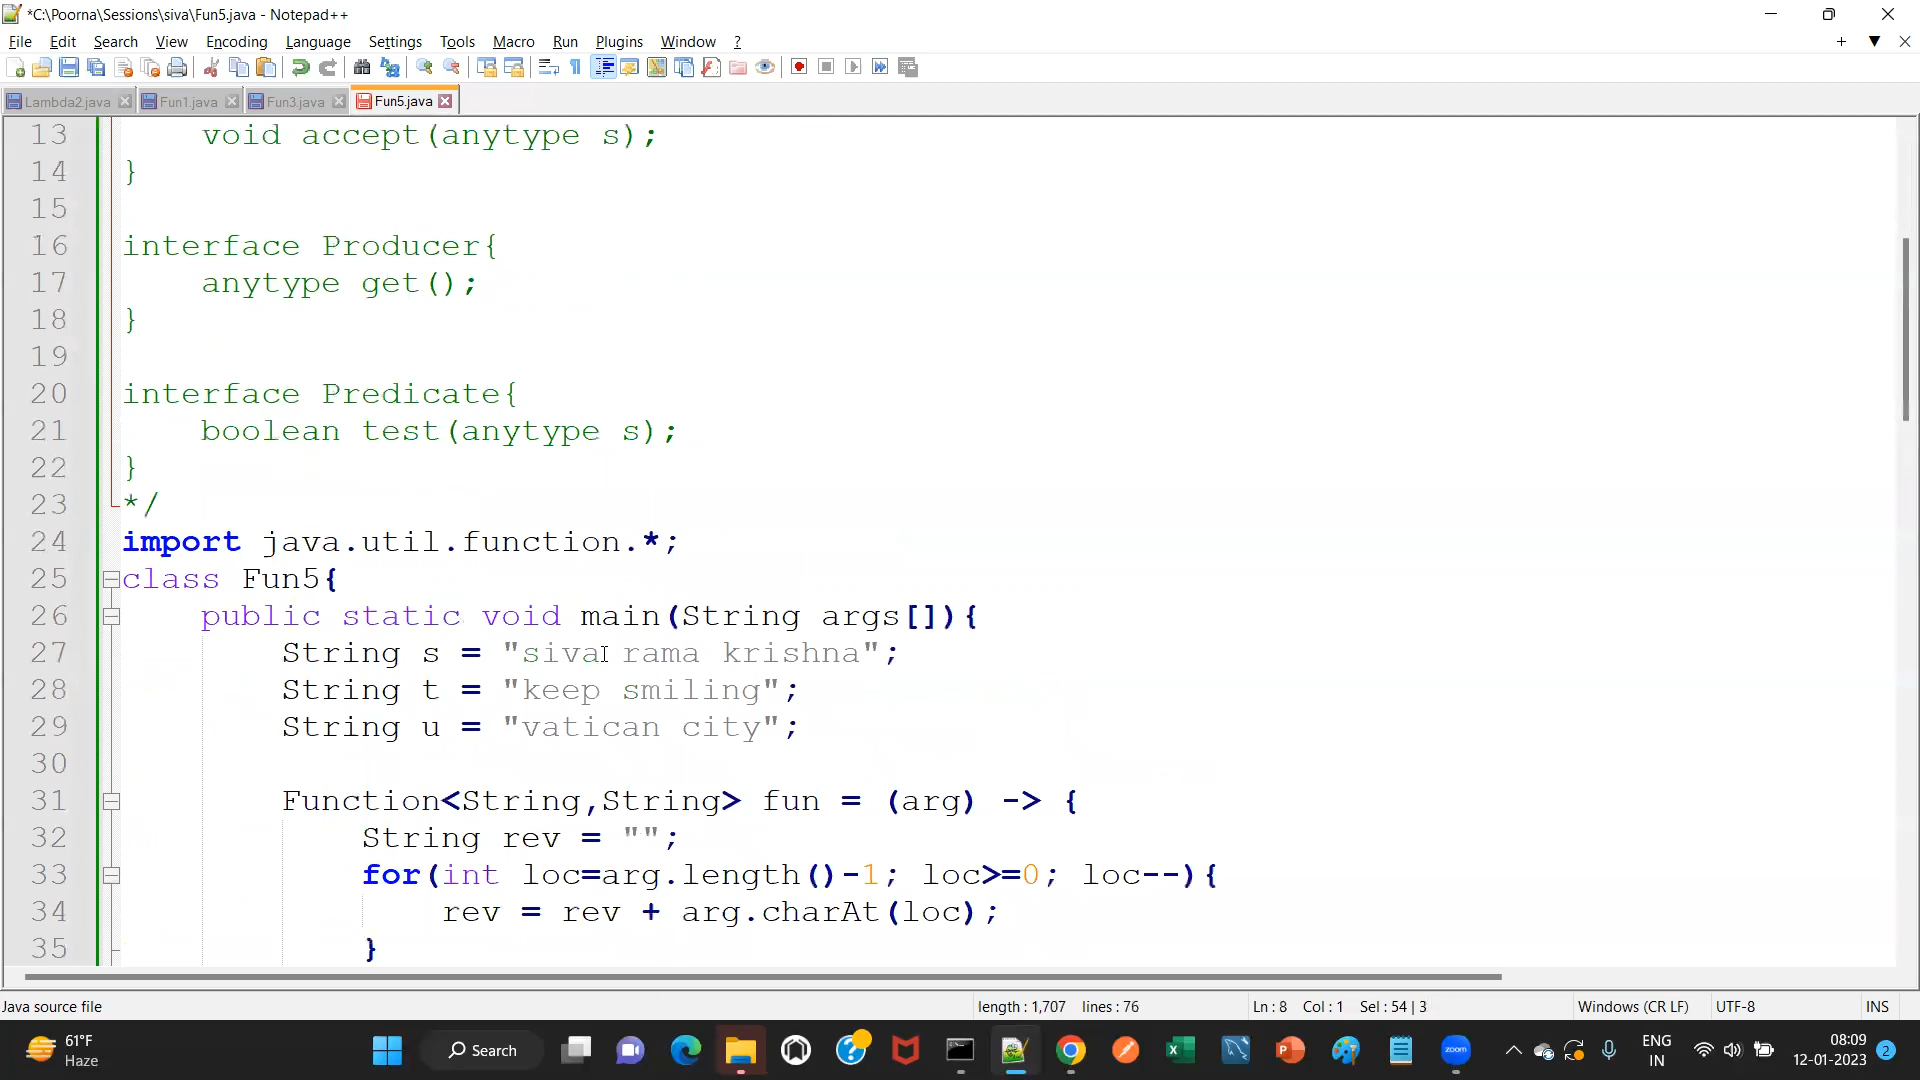 *C:\Poorna\Sessions\siva\Fun5.java - Notepad++
File Edit Search View Encoding Language Settings Tools Macro Run Plugins Window ?
Lambda2.java Fun1.java Fun3.java Fun5.java
13 void accept(anytype s);
14 }
15
16 interface Producer{
17 anytype get();
18 }
19
20 interface Predicate{
21 boolean test(anytype s);
22 }
23 */
24 import java.util.function.*;
25 class Fun5{
26 public static void main(String args[]){
27 String s = "siva rama krishna";
28 String t = "keep smiling";
29 String u = "vatican city";
30
31 Function<String,String> fun = (arg) -> {
32 String rev = "";
33 for(int loc=arg.length()-1; loc>=0; loc--){
34 rev = rev + arg.charAt(loc);
35 }
Java source file length : 1,707 lines : 76 Ln : 8 Col : 1 Sel : 54 | 3 Windows (CR LF) UTF-8 INS
61°F
Haze
Search
zoom
ENG
IN
08:09
12-01-2023
2